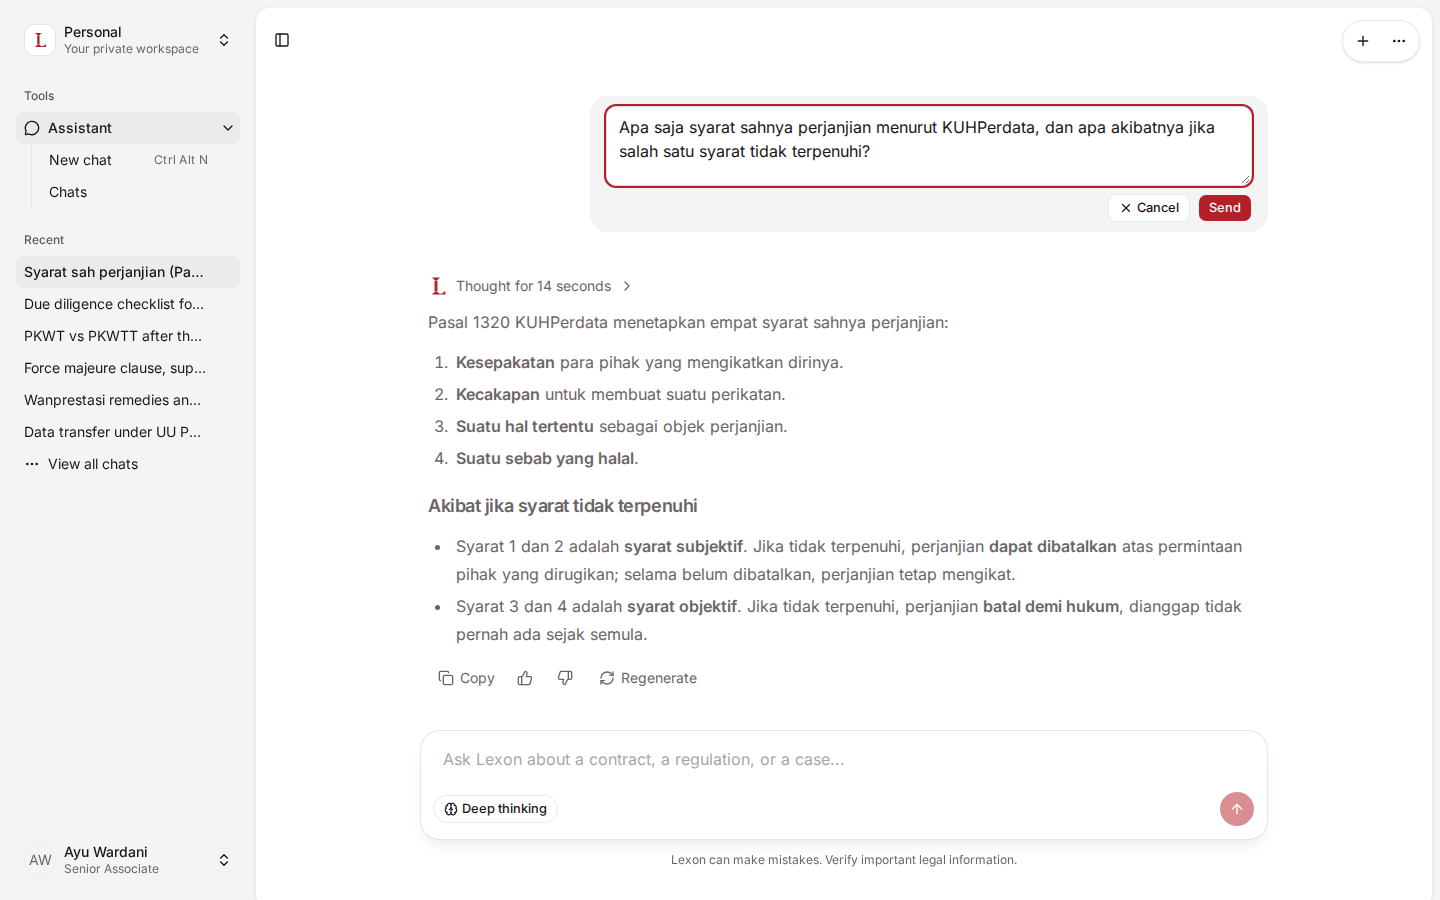 L
Personal
Your private workspace
Tools
Assistant
New chat Ctrl Alt N
Chats
Recent
Syarat sah perjanjian (Pa...
Due diligence checklist fo...
PKWT vs PKWTT after th...
Force majeure clause, sup...
Wanprestasi remedies an...
Data transfer under UU P...
View all chats
AW
Ayu Wardani
Senior Associate
Apa saja syarat sahnya perjanjian menurut KUHPerdata, dan apa akibatnya jika
salah satu syarat tidak terpenuhi?
Cancel
Send
L
Thought for 14 seconds
Pasal 1320 KUHPerdata menetapkan empat syarat sahnya perjanjian:
1. Kesepakatan para pihak yang mengikatkan dirinya.
2. Kecakapan untuk membuat suatu perikatan.
3. Suatu hal tertentu sebagai objek perjanjian.
4. Suatu sebab yang halal.
Akibat jika syarat tidak terpenuhi
• Syarat 1 dan 2 adalah syarat subjektif. Jika tidak terpenuhi, perjanjian dapat dibatalkan atas permintaan
pihak yang dirugikan; selama belum dibatalkan, perjanjian tetap mengikat.
• Syarat 3 dan 4 adalah syarat objektif. Jika tidak terpenuhi, perjanjian batal demi hukum, dianggap tidak
pernah ada sejak semula.
Copy
Regenerate
Ask Lexon about a contract, a regulation, or a case...
Deep thinking
Lexon can make mistakes. Verify important legal information.